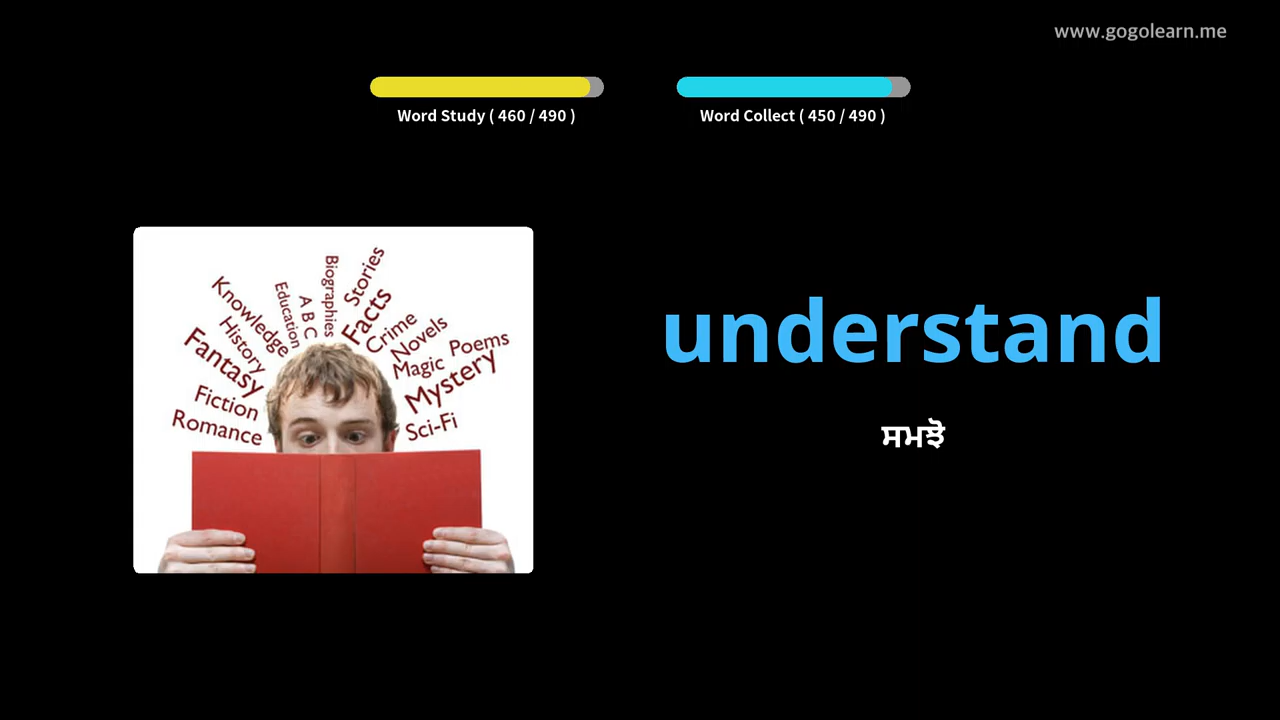 www.gogolearn.me
Word Study ( 460 / 490 )
Word Collect ( 450 / 490 )
understand
ਸਮਝੋ
Romance
Fiction
Fantasy
History
Knowledge
Education
A B C
Biographies
Stories
Facts
Crime
Novels
Magic
Poems
Mystery
Sci-Fi